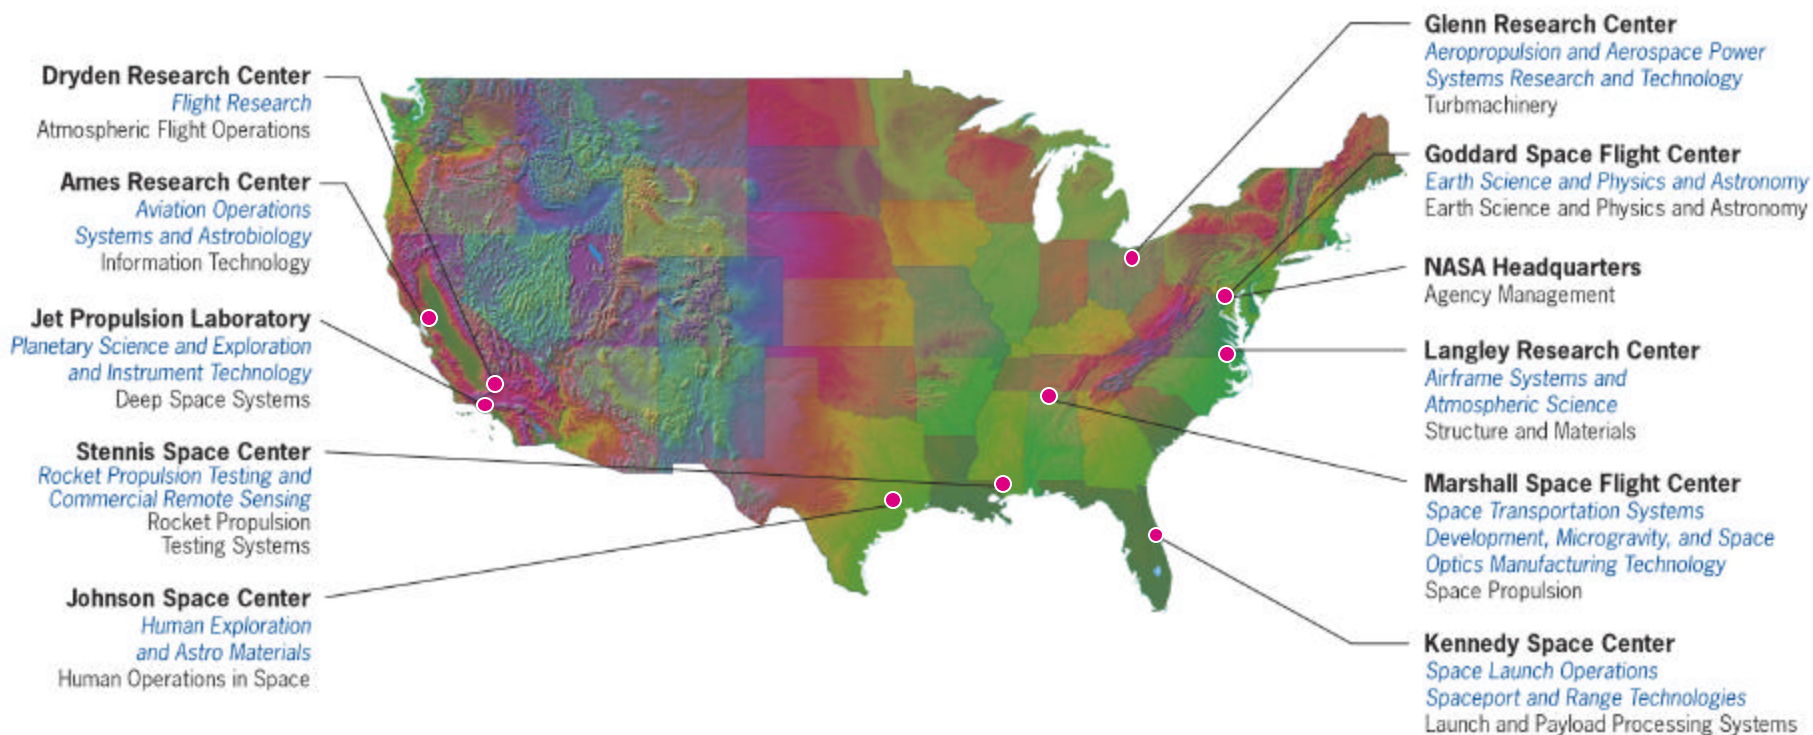 Dryden Research Center
Flight Research
Atmospheric Flight Operations
Ames Research Center
Aviation Operations
Systems and Astrobiology
Information Technology
Jet Propulsion Laboratory
Planetary Science and Exploration
and Instrument Technology
Deep Space Systems
Stennis Space Center
Rocket Propulsion Testing and
Commercial Remote Sensing
Rocket Propulsion
Testing Systems
Johnson Space Center
Human Exploration
and Astro Materials
Human Operations in Space
Glenn Research Center
Aeropropulsion and Aerospace Power
Systems Research and Technology
Turbmachinery
Goddard Space Flight Center
Earth Science and Physics and Astronomy
Earth Science and Physics and Astronomy
NASA Headquarters
Agency Management
Langley Research Center
Airframe Systems and
Atmospheric Science
Structure and Materials
Marshall Space Flight Center
Space Transportation Systems
Development, Microgravity, and Space
Optics Manufacturing Technology
Space Propulsion
Kennedy Space Center
Space Launch Operations
Spaceport and Range Technologies
Launch and Payload Processing Systems